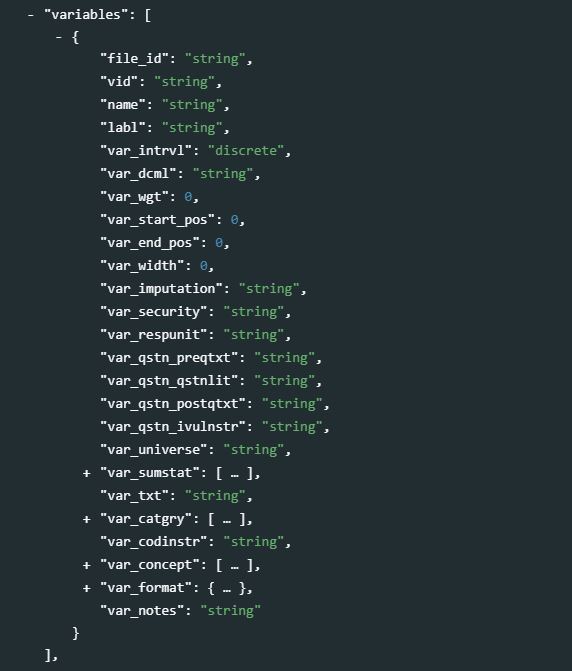 - "variables": [
- {
"file_id": "string",
"vid": "string",
"name": "string",
"labl": "string",
"var_intrvl": "discrete",
"var_dcml": "string",
"var_wgt": 0,
"var_start_pos": 0,
"var_end_pos": 0,
"var_width": 0,
"var_imputation": "string",
"var_security": "string",
"var_respunit": "string",
"var_qstn_preqtxt": "string",
"var_qstn_qstnlit": "string",
"var_qstn_postqtxt": "string",
"var_qstn_ivulnstr": "string",
"var_universe": "string",
+ "var_sumstat": [ … ],
"var_txt": "string",
+ "var_catgry": [ … ],
"var_codinstr": "string",
+ "var_concept": [ … ],
+ "var_format": { … },
"var_notes": "string"
}
],